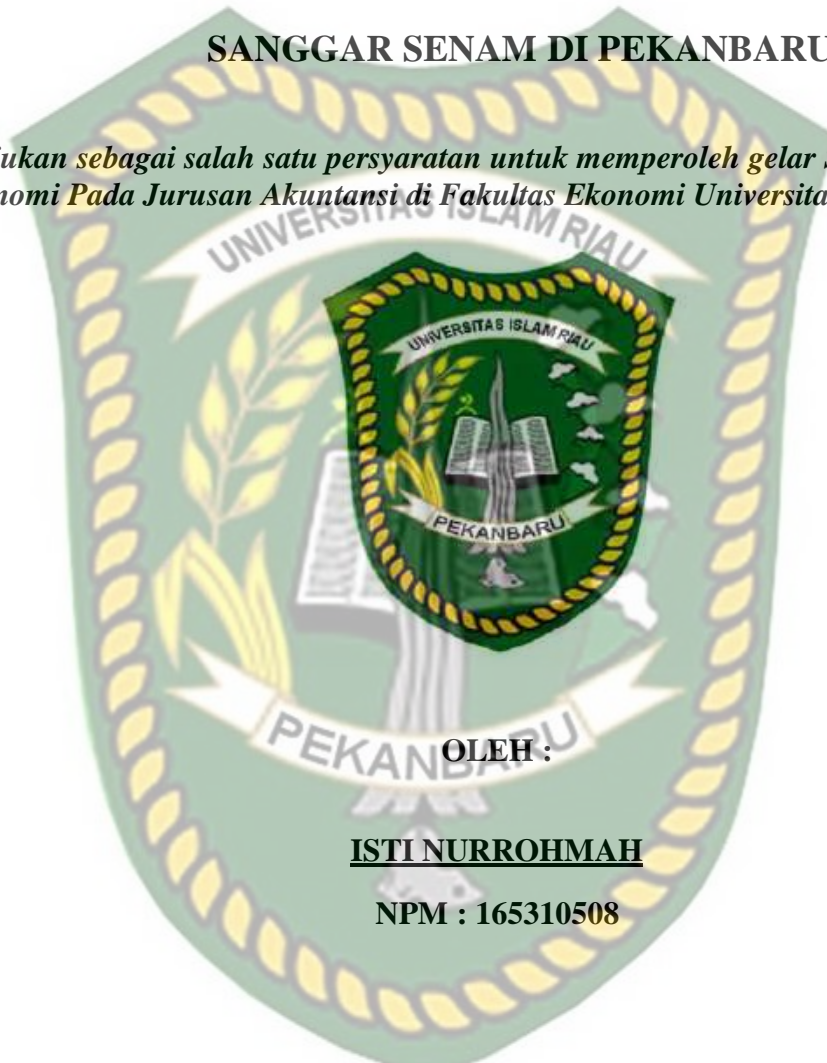 SANGGAR SENAM DI PEKANBARU
ukan sebagai salah satu persyaratan untuk memperoleh gelar
nomi Pada Jurusan Akuntansi di Fakultas Ekonomi Universita
UNIVERSITAS ISLAM RIAU
UNIVERSITAS ISLAM RIAU
PEKANBARU
PEKANBARU
OLEH :
ISTI NURROHMAH
NPM : 165310508